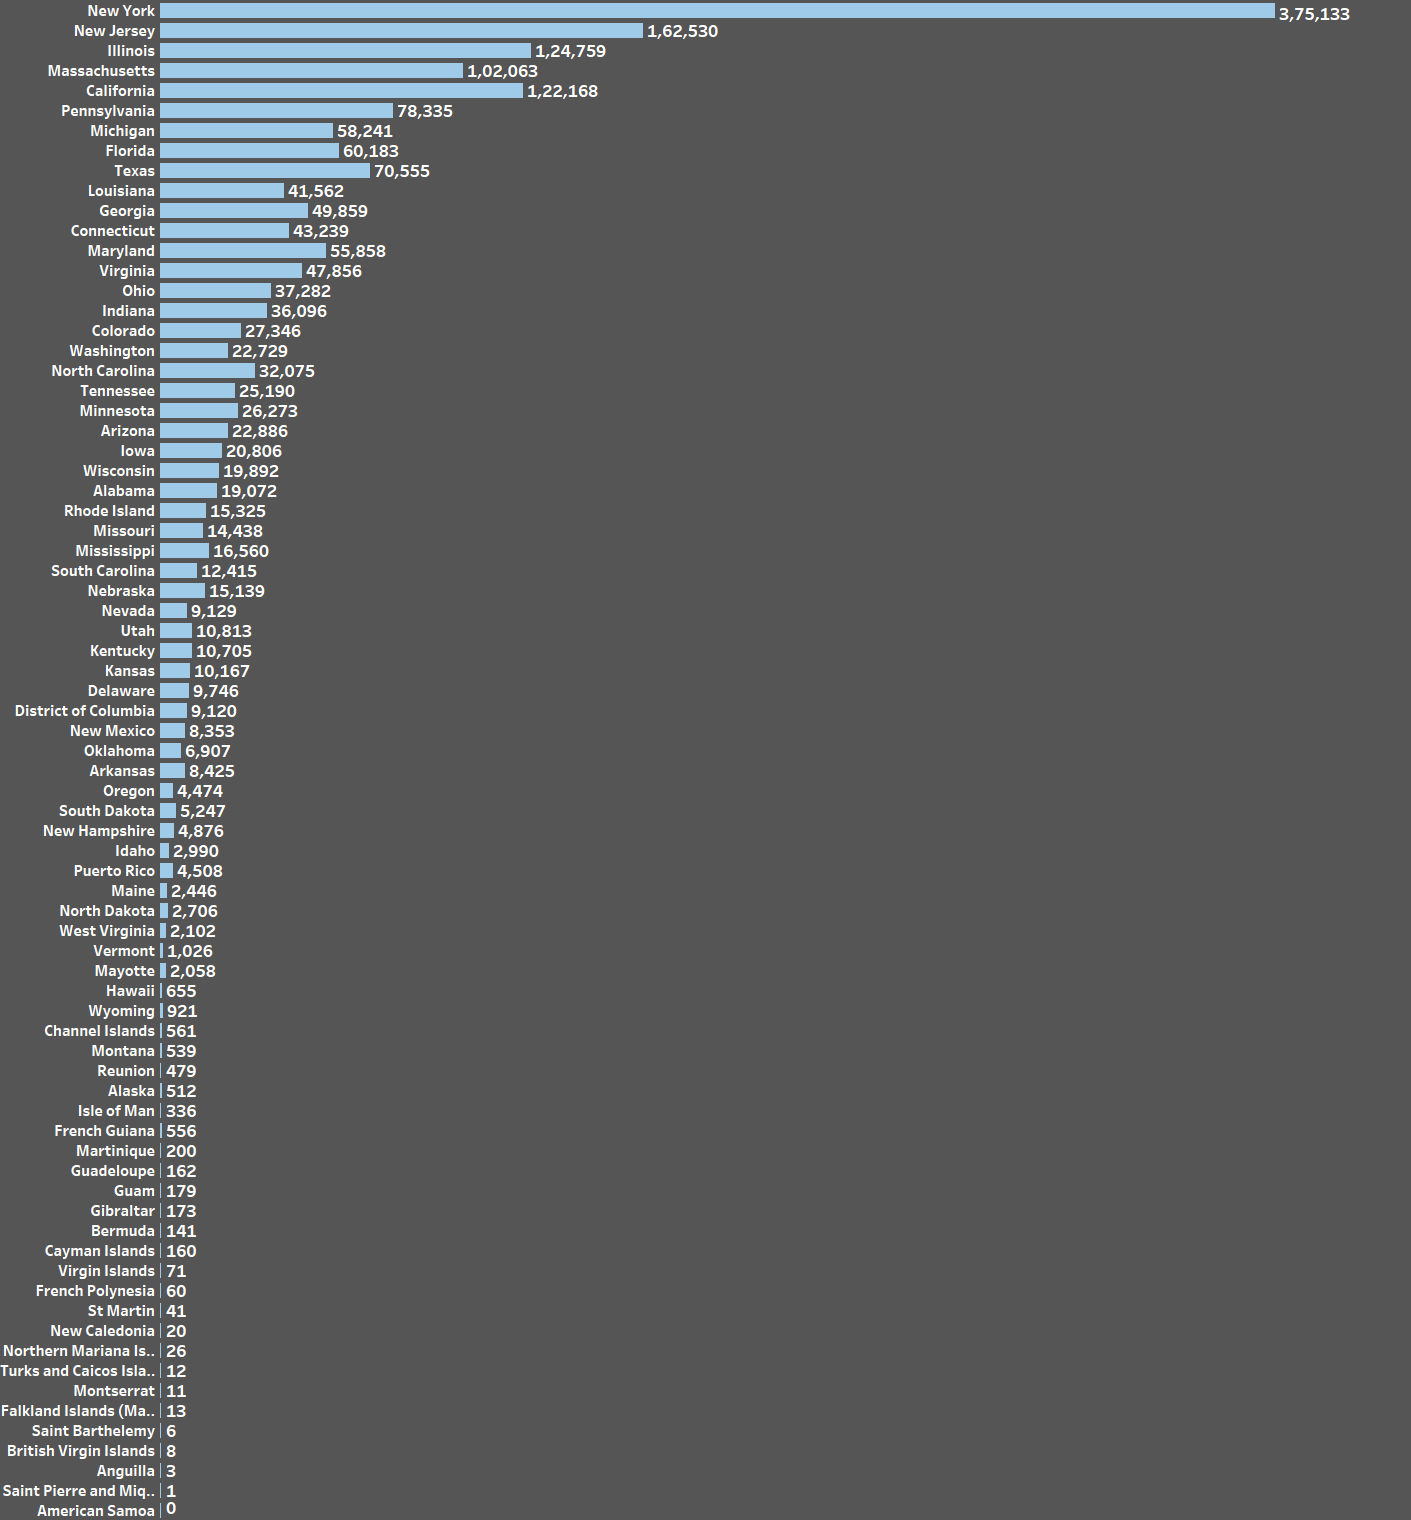 New York 3,75,133
New Jersey 1,62,530
Illinois 1,24,759
Massachusetts 1,02,063
California 1,22,168
Pennsylvania 78,335
Michigan 58,241
Florida 60,183
Texas 70,555
Louisiana 41,562
Georgia 49,859
Connecticut 43,239
Maryland 55,858
Virginia 47,856
Ohio 37,282
Indiana 36,096
Colorado 27,346
Washington 22,729
North Carolina 32,075
Tennessee 25,190
Minnesota 26,273
Arizona 22,886
Iowa 20,806
Wisconsin 19,892
Alabama 19,072
Rhode Island 15,325
Missouri 14,438
Mississippi 16,560
South Carolina 12,415
Nebraska 15,139
Nevada 9,129
Utah 10,813
Kentucky 10,705
Kansas 10,167
Delaware 9,746
District of Columbia 9,120
New Mexico 8,353
Oklahoma 6,907
Arkansas 8,425
Oregon 4,474
South Dakota 5,247
New Hampshire 4,876
Idaho 2,990
Puerto Rico 4,508
Maine 2,446
North Dakota 2,706
West Virginia 2,102
Vermont 1,026
Mayotte 2,058
Hawaii 655
Wyoming 921
Channel Islands 561
Montana 539
Reunion 479
Alaska 512
Isle of Man 336
French Guiana 556
Martinique 200
Guadeloupe 162
Guam 179
Gibraltar 173
Bermuda 141
Cayman Islands 160
Virgin Islands 71
French Polynesia 60
St Martin 41
New Caledonia 20
Northern Mariana Is.. 26
Turks and Caicos Isla.. 12
Montserrat 11
Falkland Islands (Ma.. 13
Saint Barthelemy 6
British Virgin Islands 8
Anguilla 3
Saint Pierre and Miq.. 1
American Samoa 0